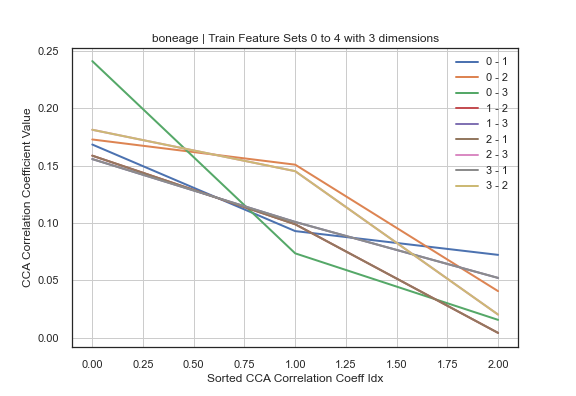 boneage | Train Feature Sets 0 to 4 with 3 dimensions
0.25
0.20
0.15
0.10
0.05
0.00
CCA Correlation Coefficient Value
0 - 1
0 - 2
0 - 3
1 - 2
1 - 3
2 - 1
2 - 3
3 - 1
3 - 2
0.00 0.25 0.50 0.75 1.00 1.25 1.50 1.75 2.00
Sorted CCA Correlation Coeff Idx